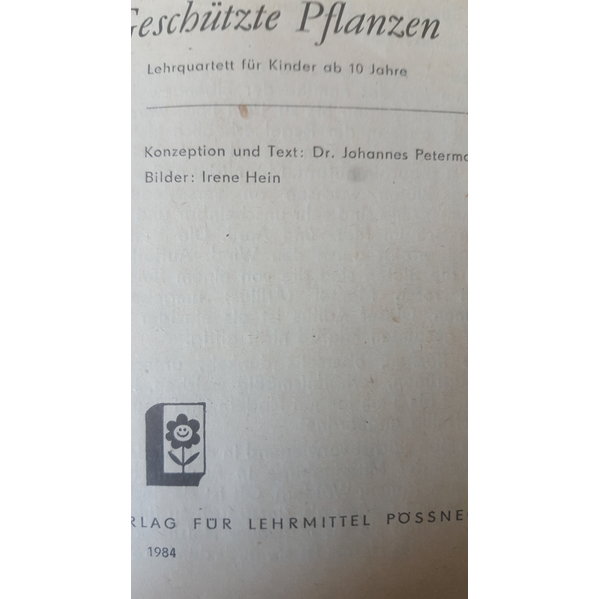 Geschützte Pflanzen
Lehrquartett für Kinder ab 10 Jahre
Konzeption und Text: Dr. Johannes Peterma
Bilder: Irene Hein
RLAG FÜR LEHRMITTEL PÖSSNE
1984